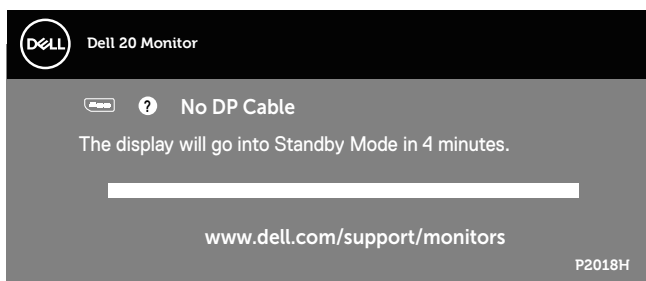 DELL
Dell 20 Monitor
? No DP Cable
The display will go into Standby Mode in 4 minutes.
www.dell.com/support/monitors
P2018H